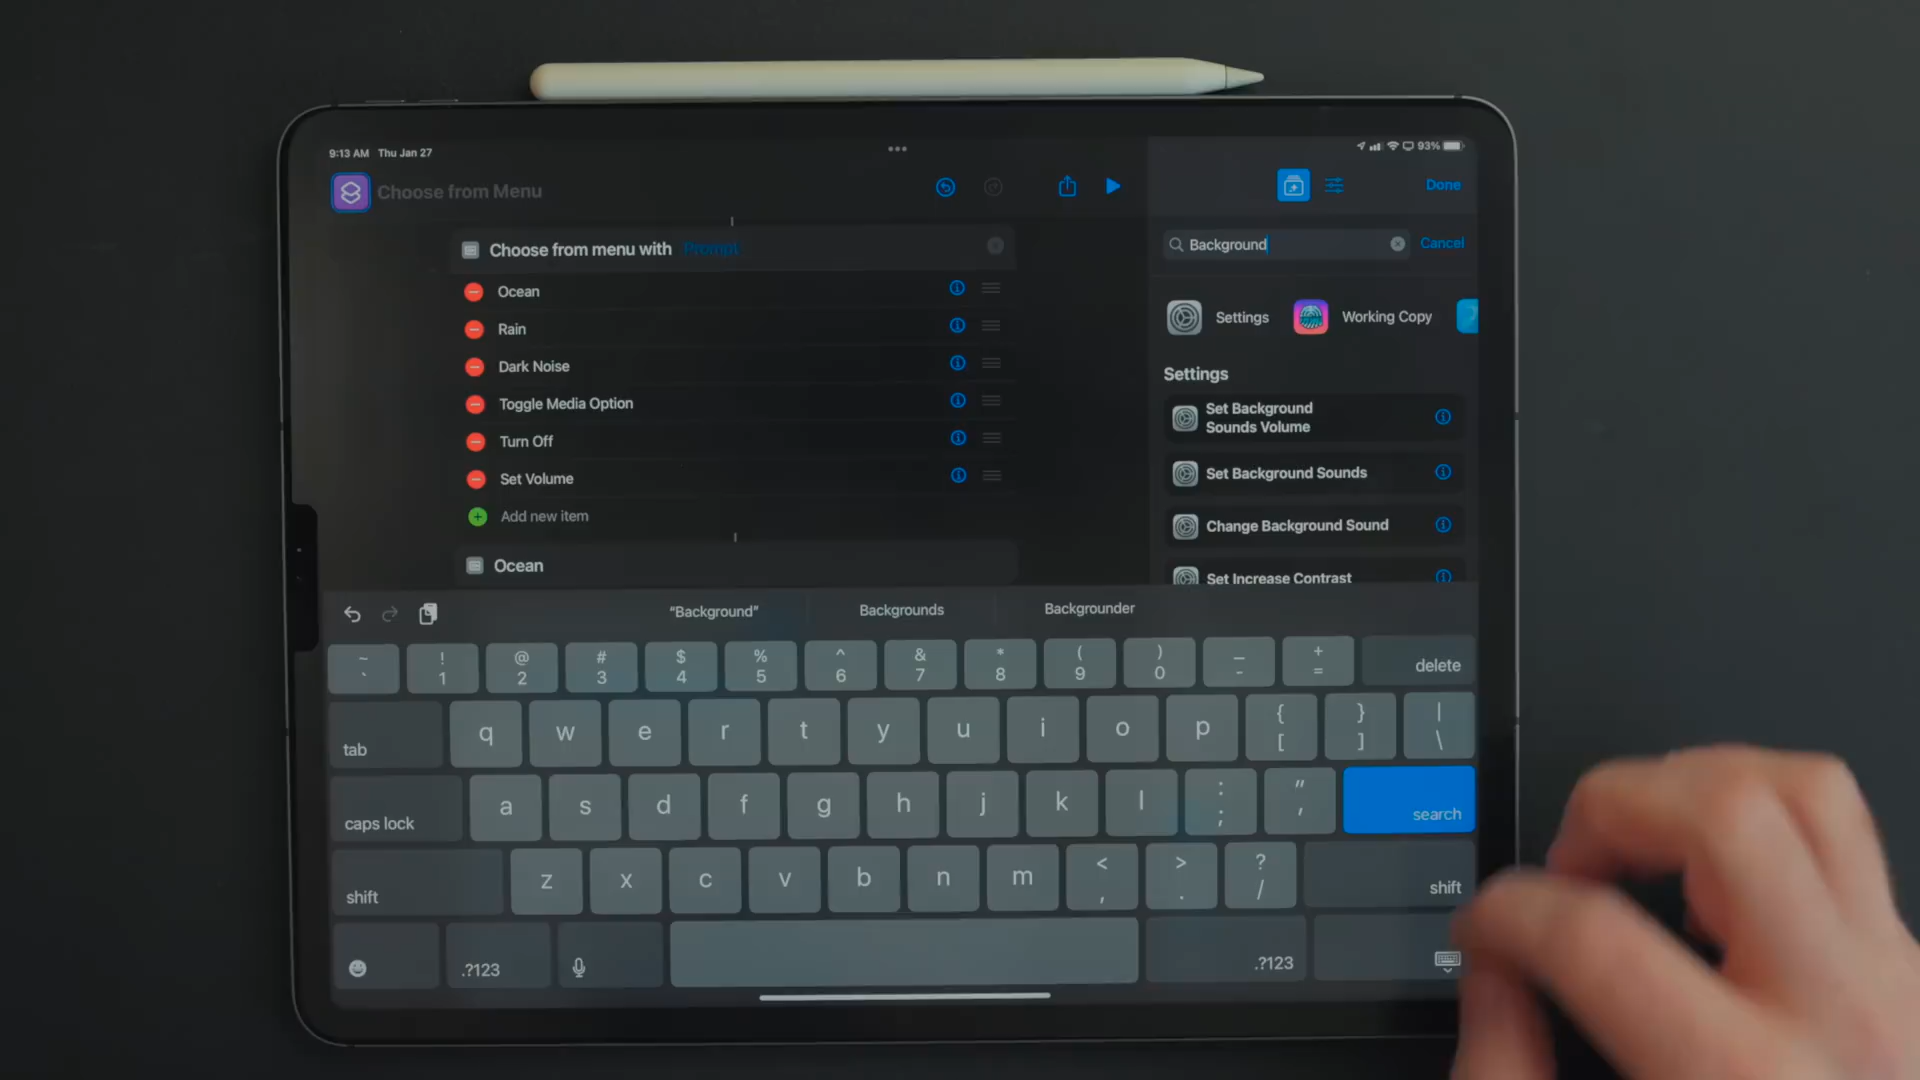 9:13 AM Thu Jan 27
93%
Choose from Menu
Done
Choose from menu with Prompt
Background
Cancel
Ocean
Rain
Dark Noise
Toggle Media Option
Turn Off
Set Volume
Add new item
Ocean
Settings
Working Copy
Settings
Set Background
Sounds Volume
Set Background Sounds
Change Background Sound
Set Increase Contrast
“Background”
Backgrounds
Backgrounder
~ ! @ # $ % ^ & * ( ) _ +
` 1 2 3 4 5 6 7 8 9 0 - = delete
{ } |
tab q w e r t y u i o p [ ] \
: "
caps lock a s d f g h j k l ; ' search
< > ?
shift z x c v b n m , . / shift
.?123 .?123